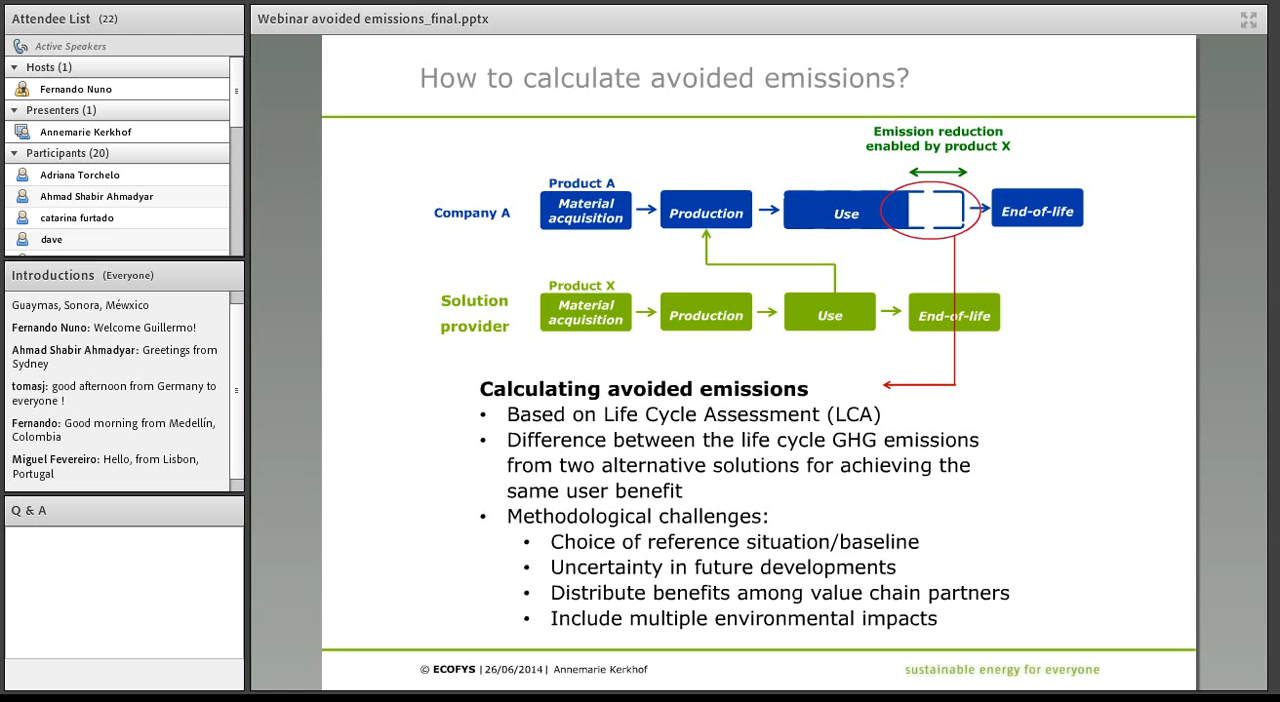 Attendee List (22)
Active Speakers
Hosts (1)
Fernando Nuno
Presenters (1)
Annemarie Kerkhof
Participants (20)
Adriana Torchelo
Ahmad Shabir Ahmadyar
catarina furtado
dave
Introductions (Everyone)
Guaymas, Sonora, Méwxico
Fernando Nuno: Welcome Guillermo!
Ahmad Shabir Ahmadyar: Greetings from
Sydney
tomasj: good afternoon from Germany to
everyone !
Fernando: Good morning from Medellín,
Colombia
Miguel Fevereiro: Hello, from Lisbon,
Portugal
Q & A
Webinar avoided emissions_final.pptx
How to calculate avoided emissions?
Emission reduction
enabled by product X
Product A
Company A
Material
acquisition
Production
Use
End-of-life
Product X
Solution
provider
Material
acquisition
Production
Use
End-of-life
Calculating avoided emissions
• Based on Life Cycle Assessment (LCA)
• Difference between the life cycle GHG emissions
from two alternative solutions for achieving the
same user benefit
• Methodological challenges:
• Choice of reference situation/baseline
• Uncertainty in future developments
• Distribute benefits among value chain partners
• Include multiple environmental impacts
© ECOFYS | 26/06/2014| Annemarie Kerkhof
sustainable energy for everyone